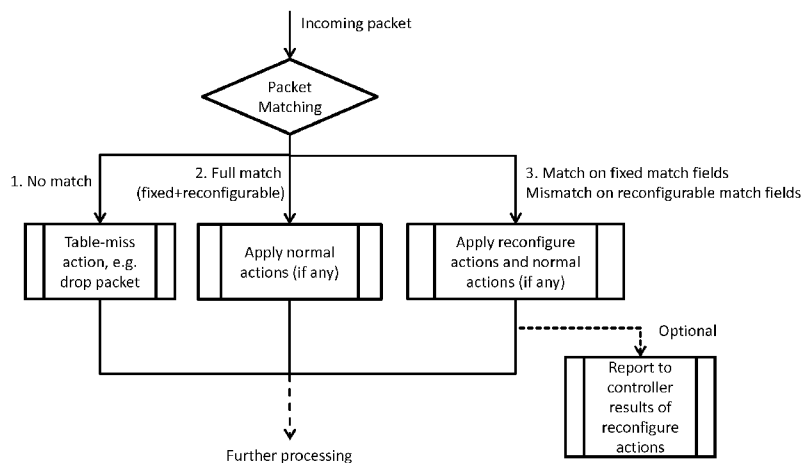 Incoming packet
Packet
Matching
1. No match
2. Full match
(fixed+reconfigurable)
3. Match on fixed match fields
Mismatch on reconfigurable match fields
Table-miss
action, e.g.
drop packet
Apply normal
actions (if any)
Apply reconfigure
actions and normal
actions (if any)
Optional
Report to
controller
results of
reconfigure
actions
Further processing